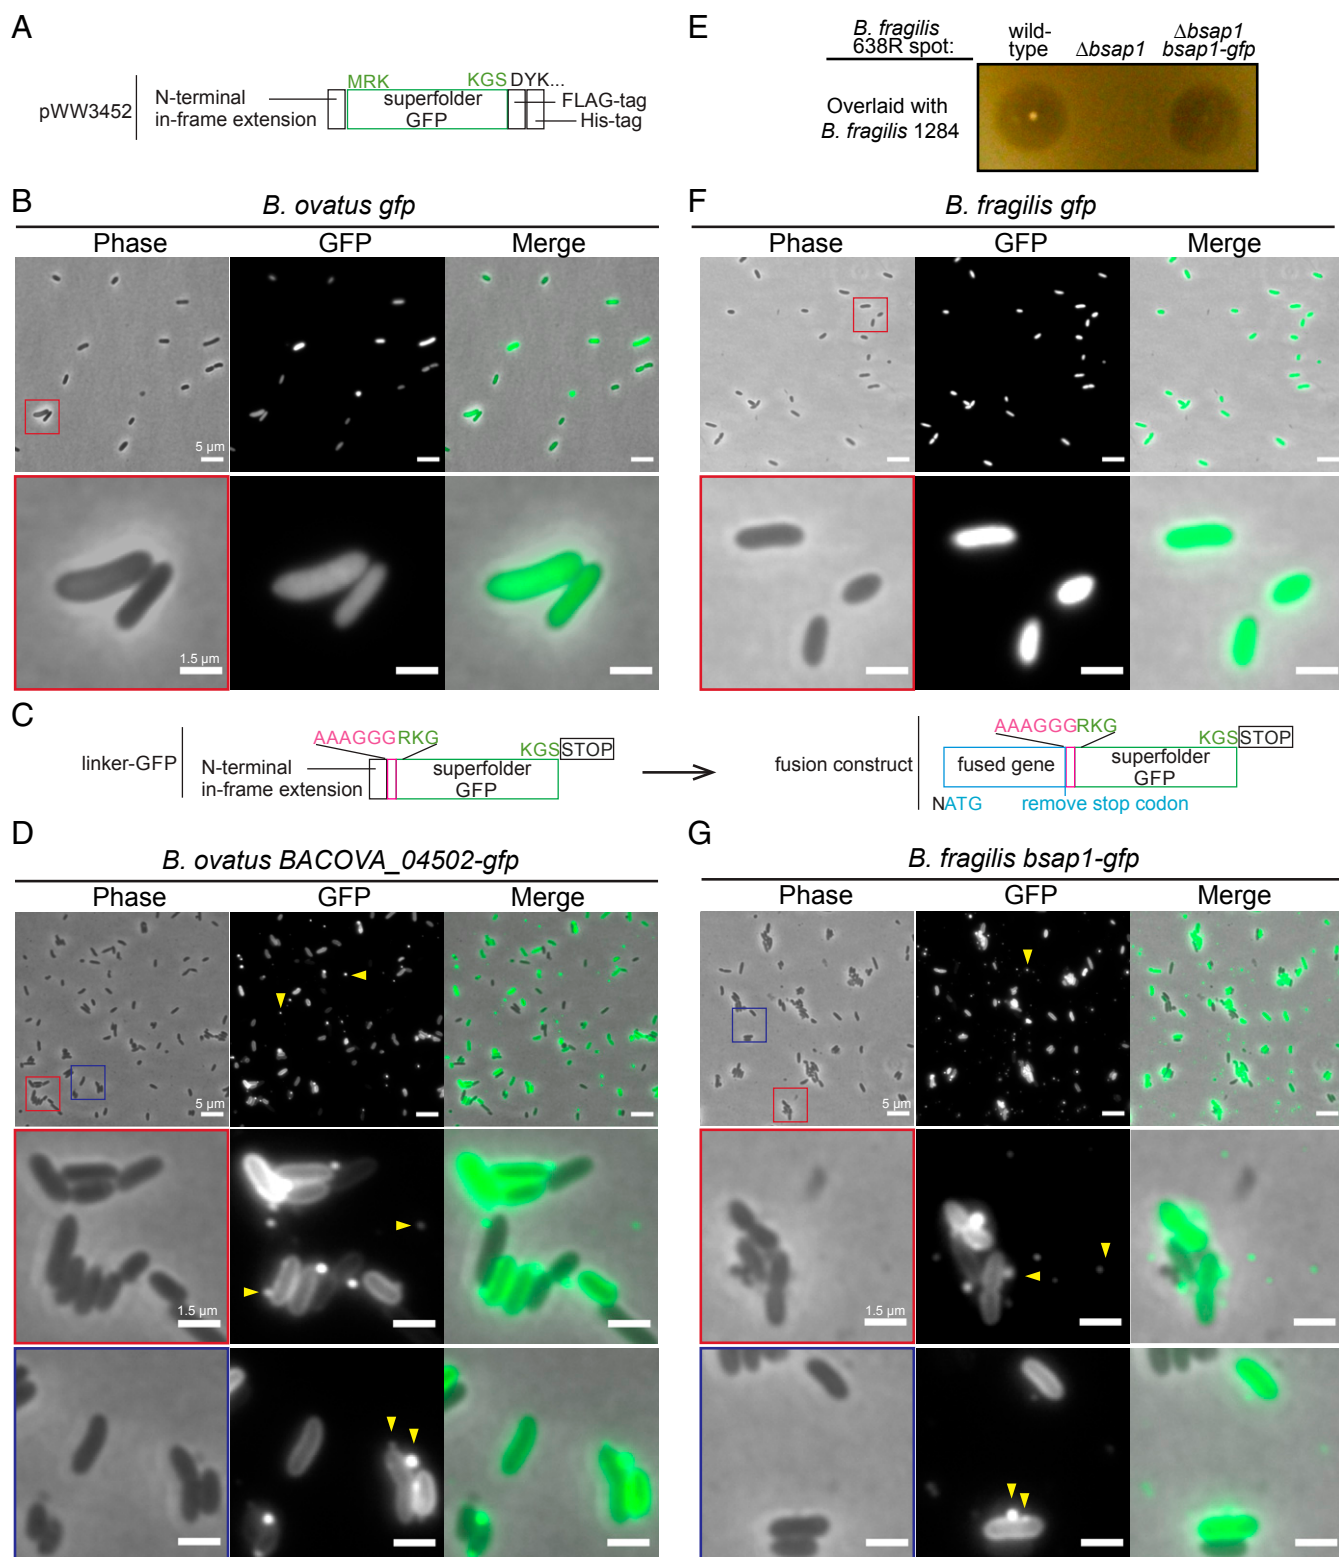 A
pWW3452
N-terminal
in-frame extension
MRK
KGS
DYK...
superfolder
GFP
FLAG-tag
His-tag
E
B. fragilis
638R spot:
wild-
type
Δbsap1
Δbsap1
bsap1-gfp
Overlaid with
B. fragilis 1284
B
B. ovatus gfp
Phase GFP Merge
5 µm
1.5 µm
F
B. fragilis gfp
Phase GFP Merge
C
linker-GFP
AAAGGGRKG
KGS STOP
N-terminal
in-frame extension
superfolder
GFP
fusion construct
AAAGGGRKG
KGS STOP
fused gene
superfolder
GFP
NATG
remove stop codon
D
B. ovatus BACOVA_04502-gfp
Phase GFP Merge
5 µm
1.5 µm
G
B. fragilis bsap1-gfp
Phase GFP Merge
5 µm
1.5 µm